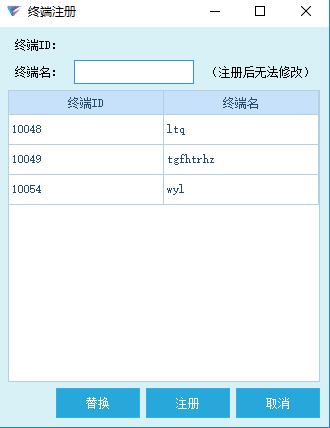 终端注册
终端ID:
终端名: (注册后无法修改)
终端ID 终端名
10048 ltq
10049 tgfhtrhz
10054 wyl
替换 注册 取消